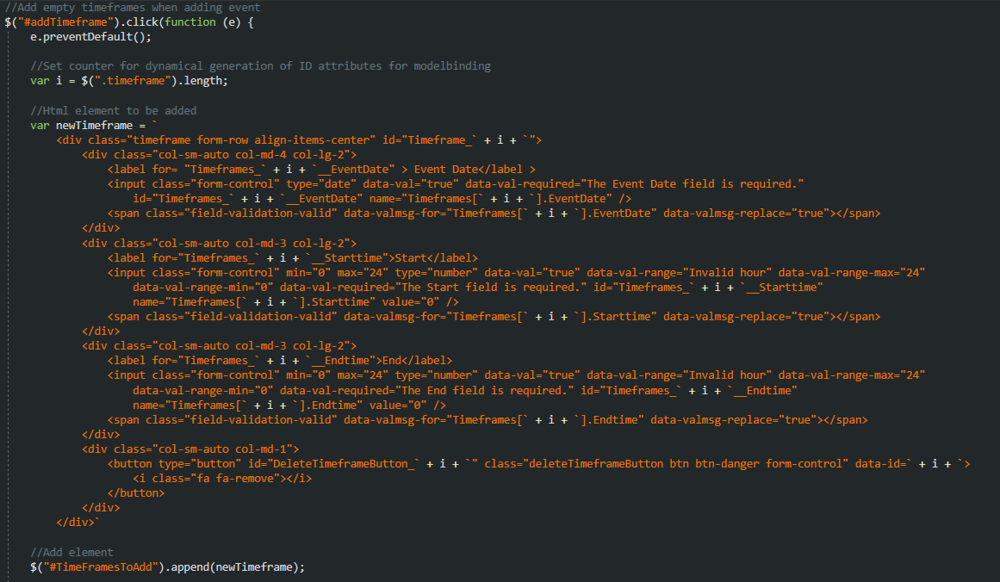 //Add empty timeframes when adding event
$("#addTimeframe").click(function (e) {
e.preventDefault();
//Set counter for dynamical generation of ID attributes for modelbinding
var i = $(".timeframe").length;
//Html element to be added
var newTimeframe = `
<div class="timeframe form-row align-items-center" id="Timeframe_` + i + `">
<div class="col-sm-auto col-md-4 col-lg-2">
<label for= "Timeframes_` + i + `__EventDate" > Event Date</label >
<input class="form-control" type="date" data-val="true" data-val-required="The Event Date field is required."
id="Timeframes_` + i + `__EventDate" name="Timeframes[` + i + `].EventDate" />
<span class="field-validation-valid" data-valmsg-for="Timeframes[` + i + `].EventDate" data-valmsg-replace="true"></span>
</div>
<div class="col-sm-auto col-md-3 col-lg-2">
<label for="Timeframes_` + i + `__Starttime">Start</label>
<input class="form-control" min="0" max="24" type="number" data-val="true" data-val-range="Invalid hour" data-val-range-max="24"
data-val-range-min="0" data-val-required="The Start field is required." id="Timeframes_` + i + `__Starttime"
name="Timeframes[` + i + `].Starttime" value="0" />
<span class="field-validation-valid" data-valmsg-for="Timeframes[` + i + `].Starttime" data-valmsg-replace="true"></span>
</div>
<div class="col-sm-auto col-md-3 col-lg-2">
<label for="Timeframes_` + i + `__Endtime">End</label>
<input class="form-control" min="0" max="24" type="number" data-val="true" data-val-range="Invalid hour" data-val-range-max="24"
data-val-range-min="0" data-val-required="The End field is required." id="Timeframes_` + i + `__Endtime"
name="Timeframes[` + i + `].Endtime" value="0" />
<span class="field-validation-valid" data-valmsg-for="Timeframes[` + i + `].Endtime" data-valmsg-replace="true"></span>
</div>
<div class="col-sm-auto col-md-1">
<button type="button" id="DeleteTimeframeButton_` + i + `" class="deleteTimeframeButton btn btn-danger form-control" data-id=` + i + `>
<i class="fa fa-remove"></i>
</button>
</div>
</div>`
//Add element
$("#TimeFramesToAdd").append(newTimeframe);